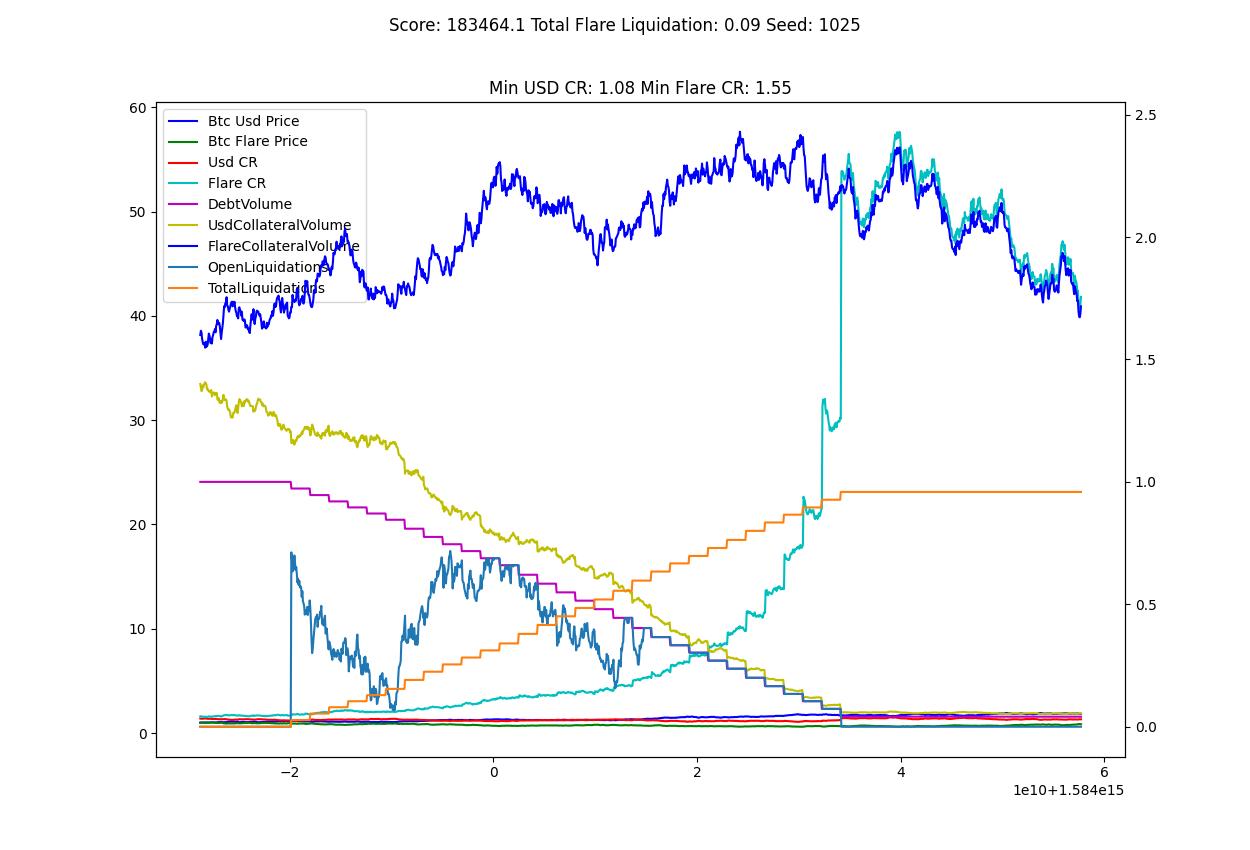 Score: 183464.1 Total Flare Liquidation: 0.09 Seed: 1025
Min USD CR: 1.08 Min Flare CR: 1.55
60
50
40
30
20
10
0
Btc Usd Price
Btc Flare Price
Usd CR
Flare CR
DebtVolume
UsdCollateralVolume
FlareCollateralVolume
OpenLiquidations
TotalLiquidations
2.5
2.0
1.5
1.0
0.5
0.0
−2 0 2 4 6
1e10+1.584e15